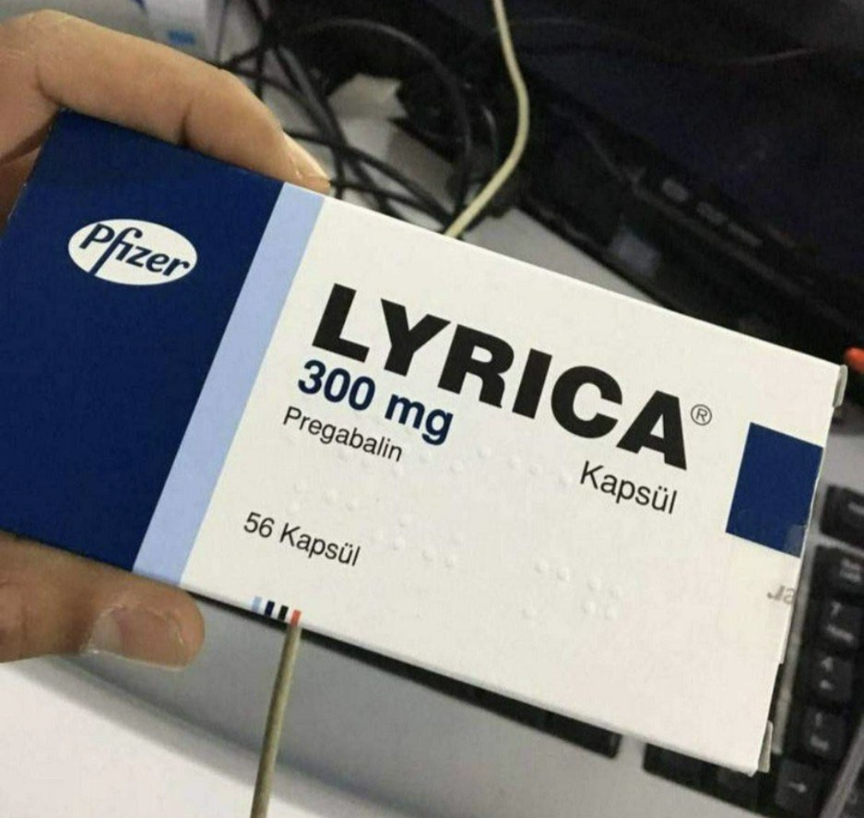 Pfizer
LYRICA®
300 mg
Pregabalin
Kapsül
56 Kapsül